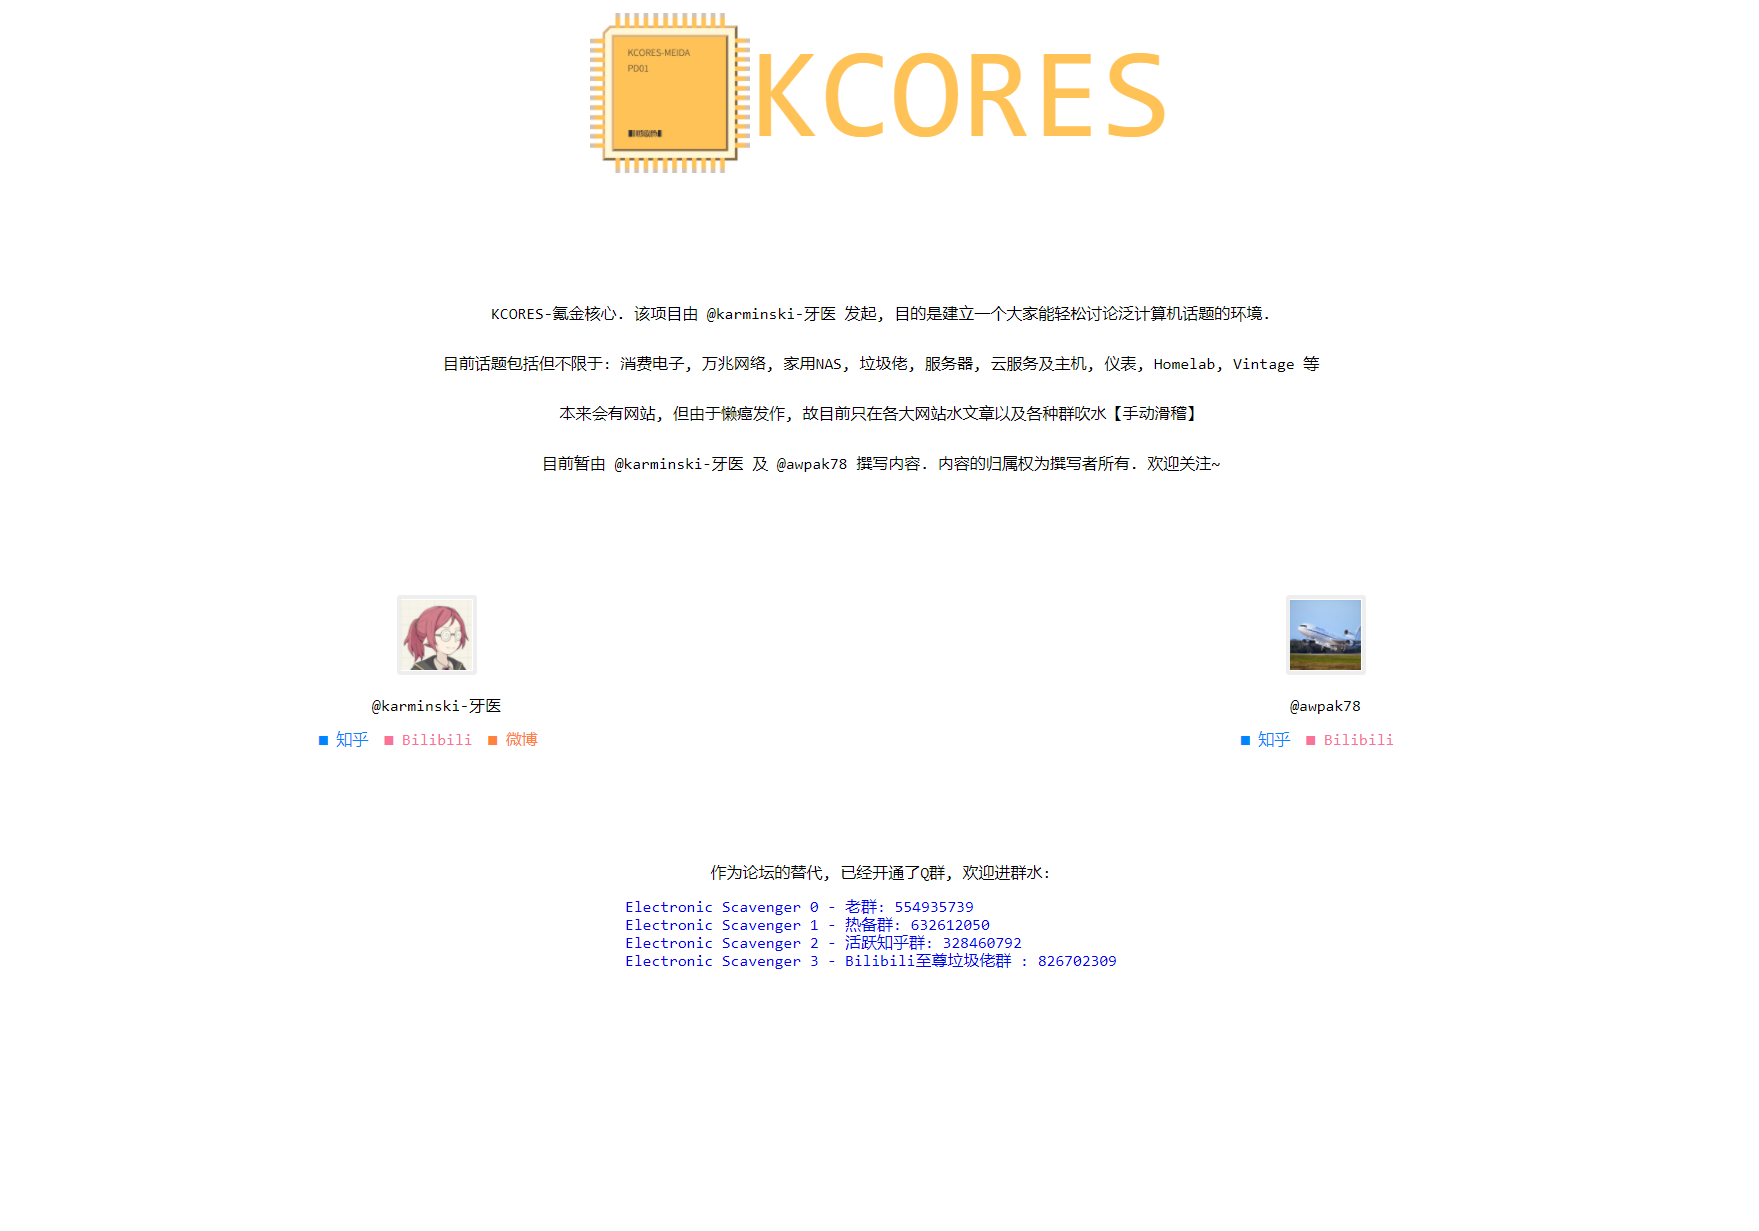 KCORES-MEIDA
PD01
KCORES
KCORES-氪金核心. 该项目由 @karminski-牙医 发起, 目的是建立一个大家能轻松讨论泛计算机话题的环境.
目前话题包括但不限于: 消费电子, 万兆网络, 家用NAS, 垃圾佬, 服务器, 云服务及主机, 仪表, Homelab, Vintage 等
本来会有网站, 但由于懒癌发作, 故目前只在各大网站水文章以及各种群吹水【手动滑稽】
目前暂由 @karminski-牙医 及 @awpak78 撰写内容. 内容的归属权为撰写者所有. 欢迎关注~
@karminski-牙医
■ 知乎 ■ Bilibili ■ 微博
@awpak78
■ 知乎 ■ Bilibili
作为论坛的替代, 已经开通了Q群, 欢迎进群水:
Electronic Scavenger 0 - 老群: 554935739
Electronic Scavenger 1 - 热备群: 632612050
Electronic Scavenger 2 - 活跃知乎群: 328460792
Electronic Scavenger 3 - Bilibili至尊垃圾佬群 : 826702309